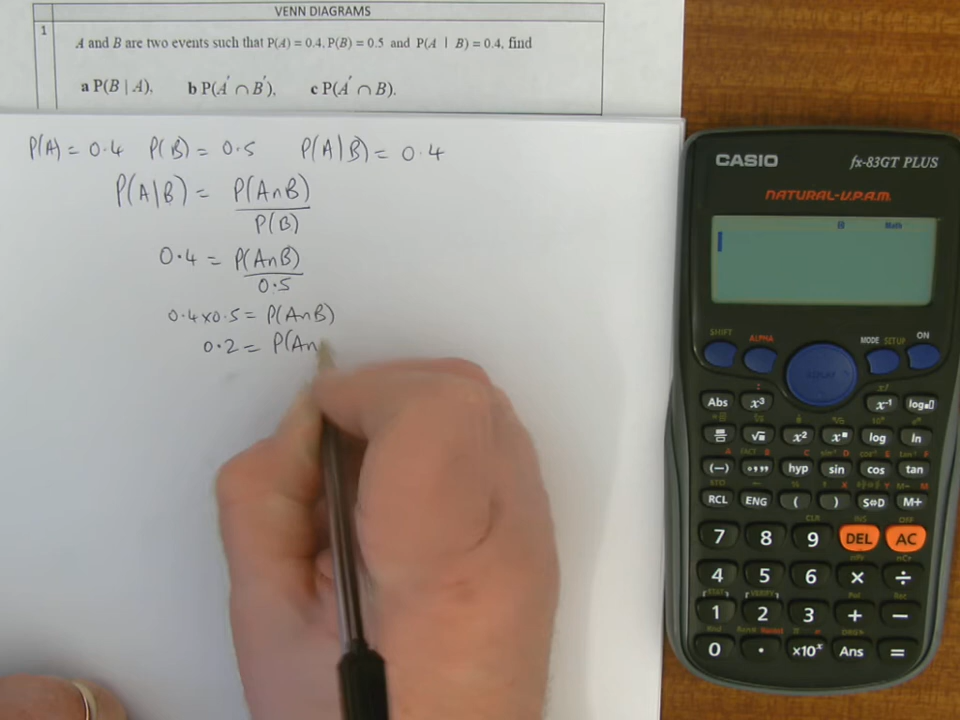 VENN DIAGRAMS
1
A and B are two events such that P(A) = 0.4, P(B) = 0.5 and P(A | B) = 0.4, find
a P(B | A), b P(A′ ∩ B′), c P(A′ ∩ B).
P(A) = 0.4 P(B) = 0.5 P(A|B) = 0.4
P(A|B) = P(A∩B)
P(B)
0.4 = P(A∩B)
0.5
0.4×0.5 = P(A∩B)
0.2 = P(A∩
CASIO fx-83GT PLUS
NATURAL-V.P.A.M.
Math
SHIFT ALPHA MODE SETUP ON
REPLAY
Abs x³ x⁻¹ log
√ x² log ln
(−) hyp sin cos tan
RCL ENG ( ) S⇔D M+
7 8 9 DEL AC
4 5 6 × ÷
1 2 3 + −
0 . ×10ˣ Ans =